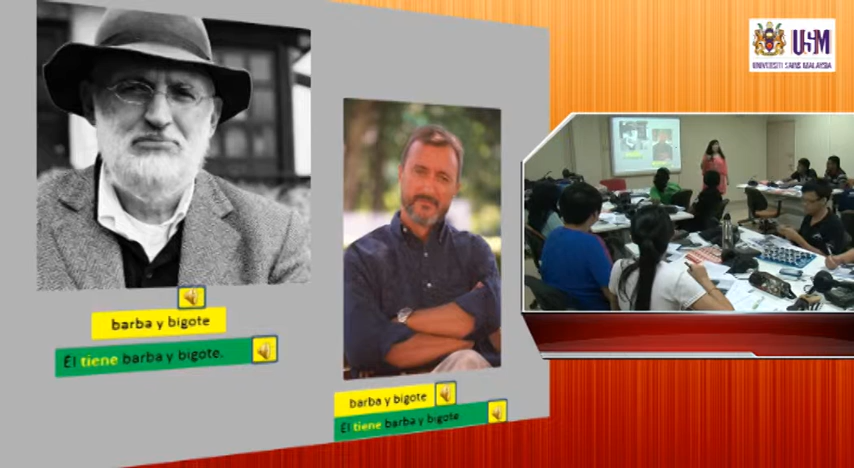 USM
UNIVERSITI SAINS MALAYSIA
barba y bigote
Él tiene barba y bigote.
barba y bigote
Él tiene barba y bigote